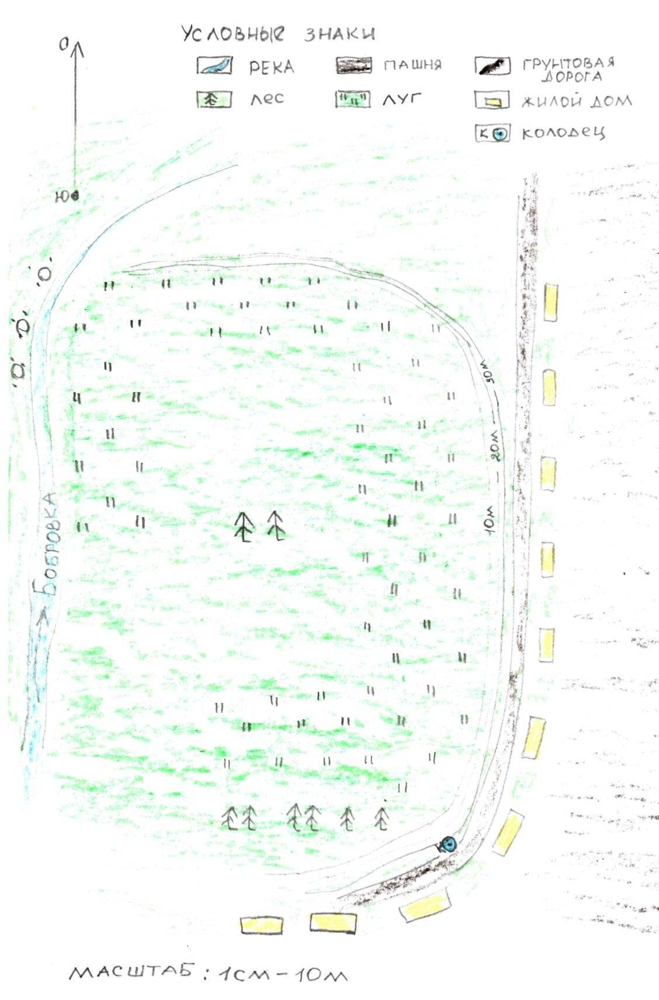 Условные знаки
О
Река
Пашня
Грунтовая
дорога
Лес
Луг
Жилой дом
К
Колодец
Ю
30м
20м
10м
Бобровка
Масштаб: 1см-10м